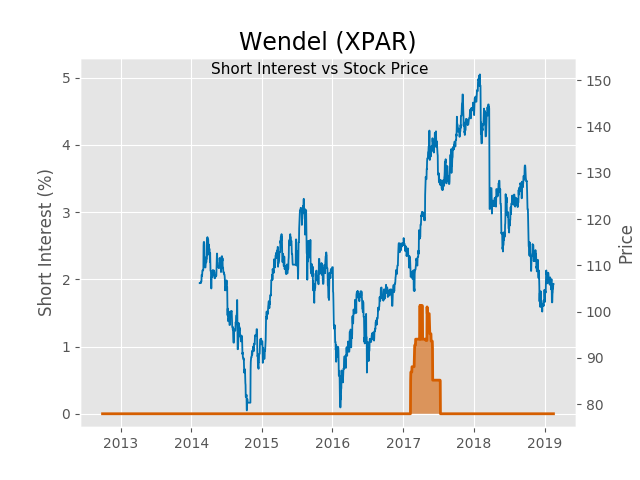 Wendel (XPAR)
Short Interest vs Stock Price
Short Interest (%)
Price
5
4
3
2
1
0
150
140
130
120
110
100
90
80
2013 2014 2015 2016 2017 2018 2019